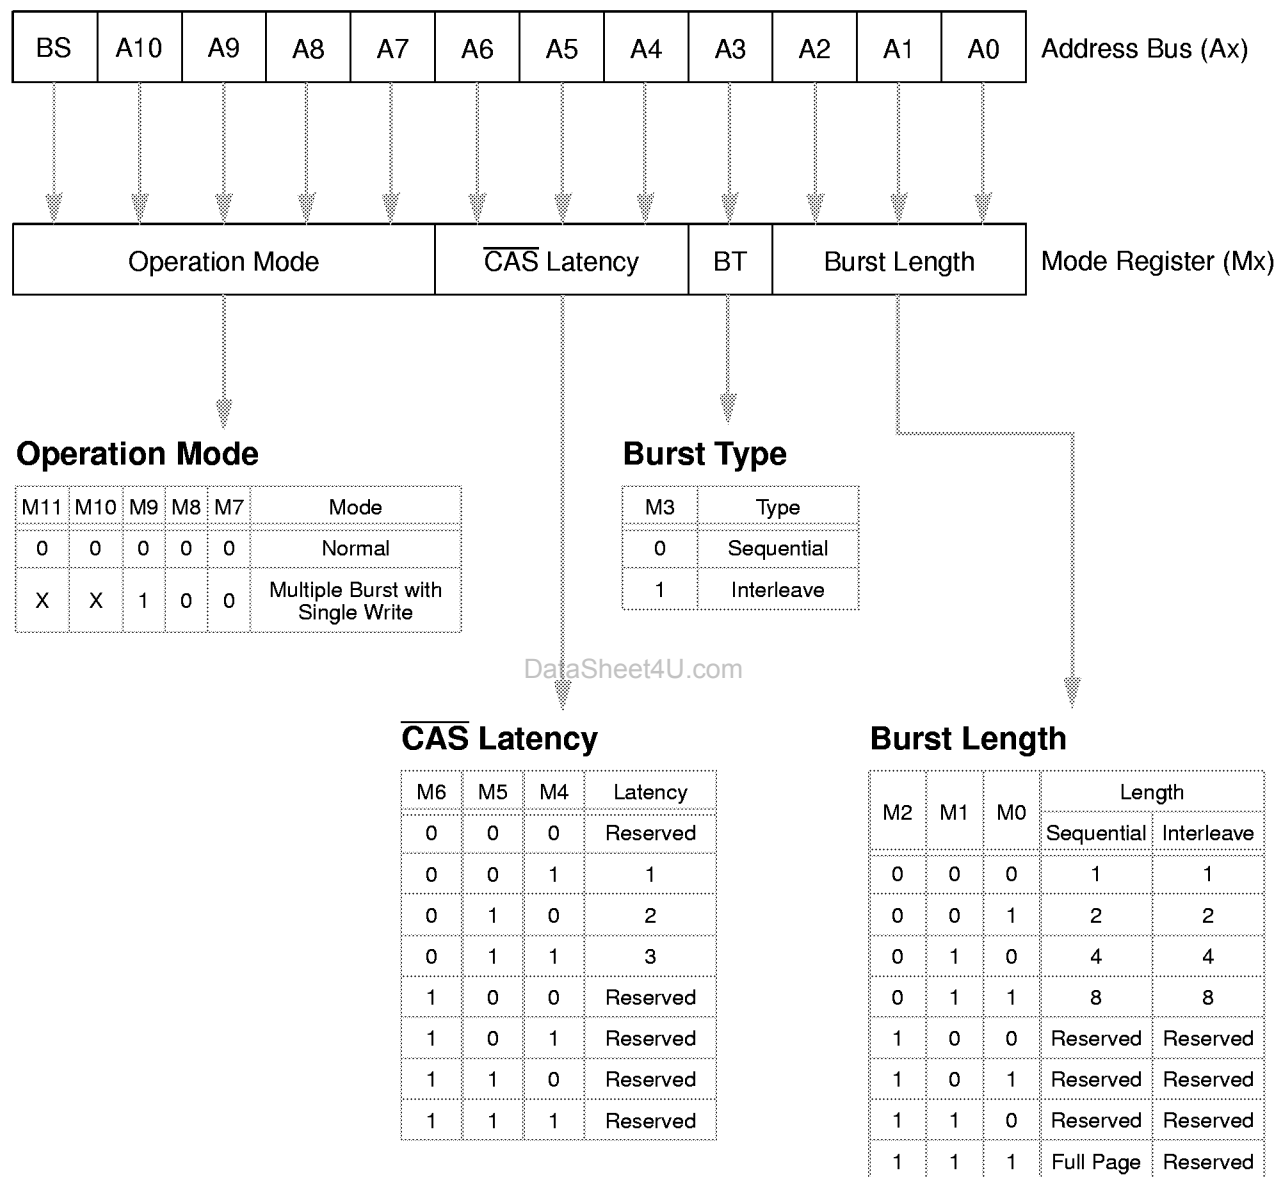 BS A10 A9 A8 A7 A6 A5 A4 A3 A2 A1 A0 Address Bus (Ax)
Operation Mode CAS Latency BT Burst Length Mode Register (Mx)
Operation Mode
M11 M10 M9 M8 M7 Mode
0 0 0 0 0 Normal
X X 1 0 0 Multiple Burst with
Single Write
Burst Type
M3 Type
0 Sequential
1 Interleave
DataSheet4U.com
CAS Latency
M6 M5 M4 Latency
0 0 0 Reserved
0 0 1 1
0 1 0 2
0 1 1 3
1 0 0 Reserved
1 0 1 Reserved
1 1 0 Reserved
1 1 1 Reserved
Burst Length
M2 M1 M0 Length
Sequential Interleave
0 0 0 1 1
0 0 1 2 2
0 1 0 4 4
0 1 1 8 8
1 0 0 Reserved Reserved
1 0 1 Reserved Reserved
1 1 0 Reserved Reserved
1 1 1 Full Page Reserved